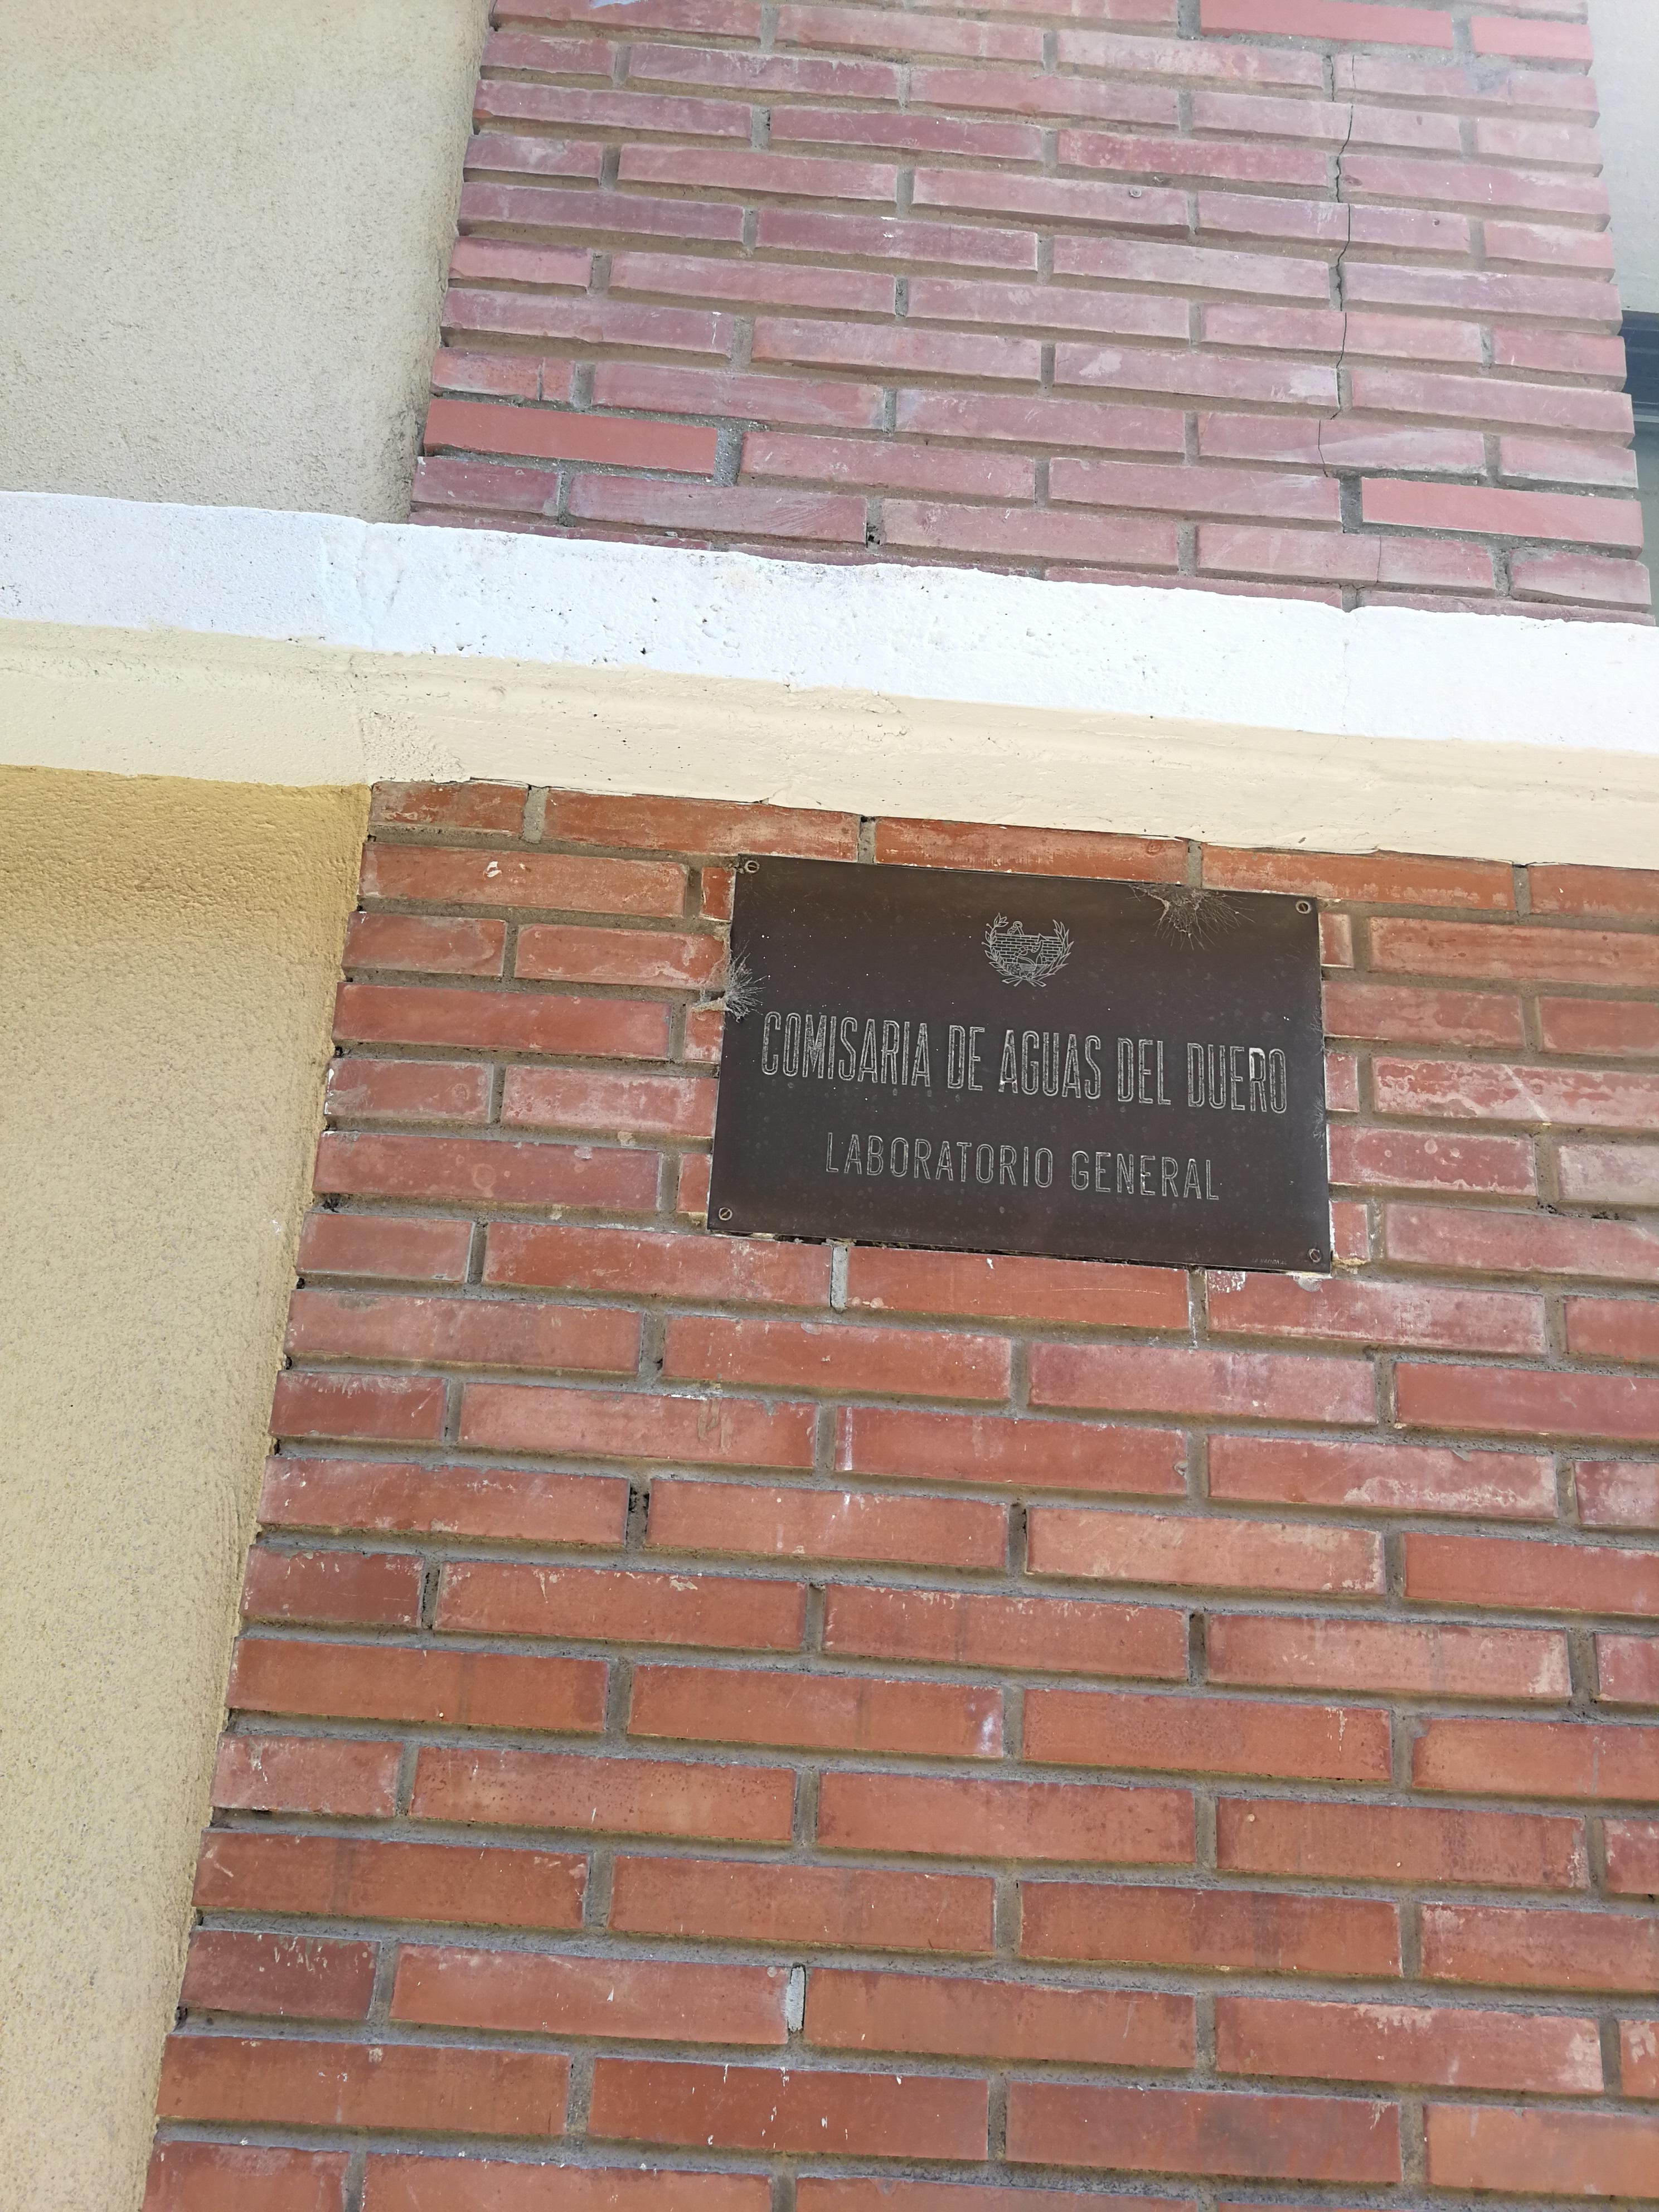 COMISARIA DE AGUAS DEL DUERO
LABORATORIO GENERAL